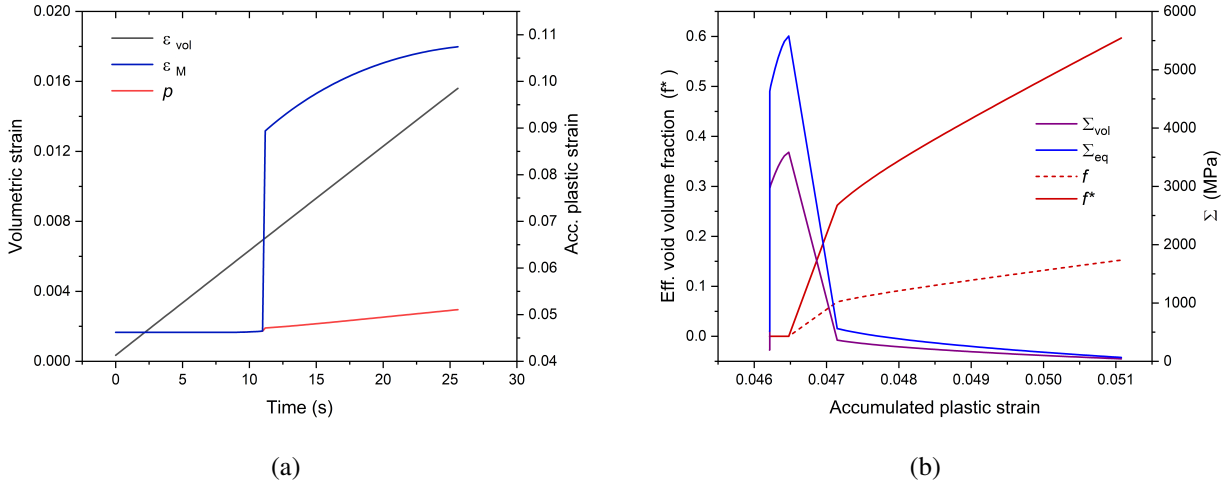 0.020
0.016
0.012
0.008
0.004
0.000
Volumetric strain
ε vol
ε M
p
0.11
0.10
0.09
0.08
0.07
0.06
0.05
0.04
Acc. plastic strain
0 5 10 15 20 25 30
Time (s)
(a)
0.6
0.5
0.4
0.3
0.2
0.1
0.0
Eff. void volume fraction (f*)
Σvol
Σeq
f
f*
6000
5000
4000
3000
2000
1000
0
Σ (MPa)
0.046 0.047 0.048 0.049 0.050 0.051
Accumulated plastic strain
(b)